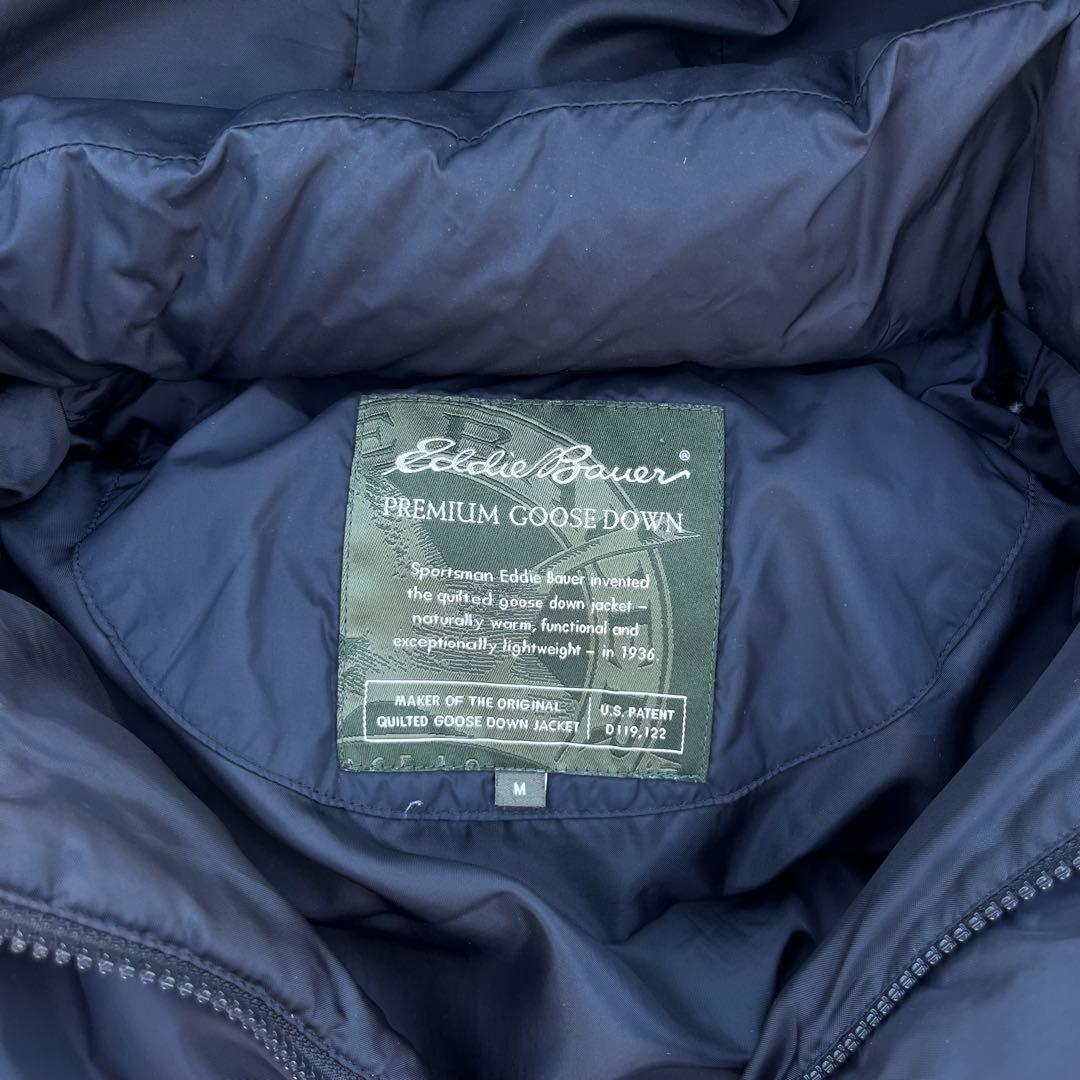 Eddie Bauer®
PREMIUM GOOSE DOWN
Sportsman Eddie Bauer invented
the quilted goose down jacket –
naturally warm, functional and
exceptionally lightweight – in 1936.
MAKER OF THE ORIGINAL
QUILTED GOOSE DOWN JACKET
U.S. PATENT
D119,122
M